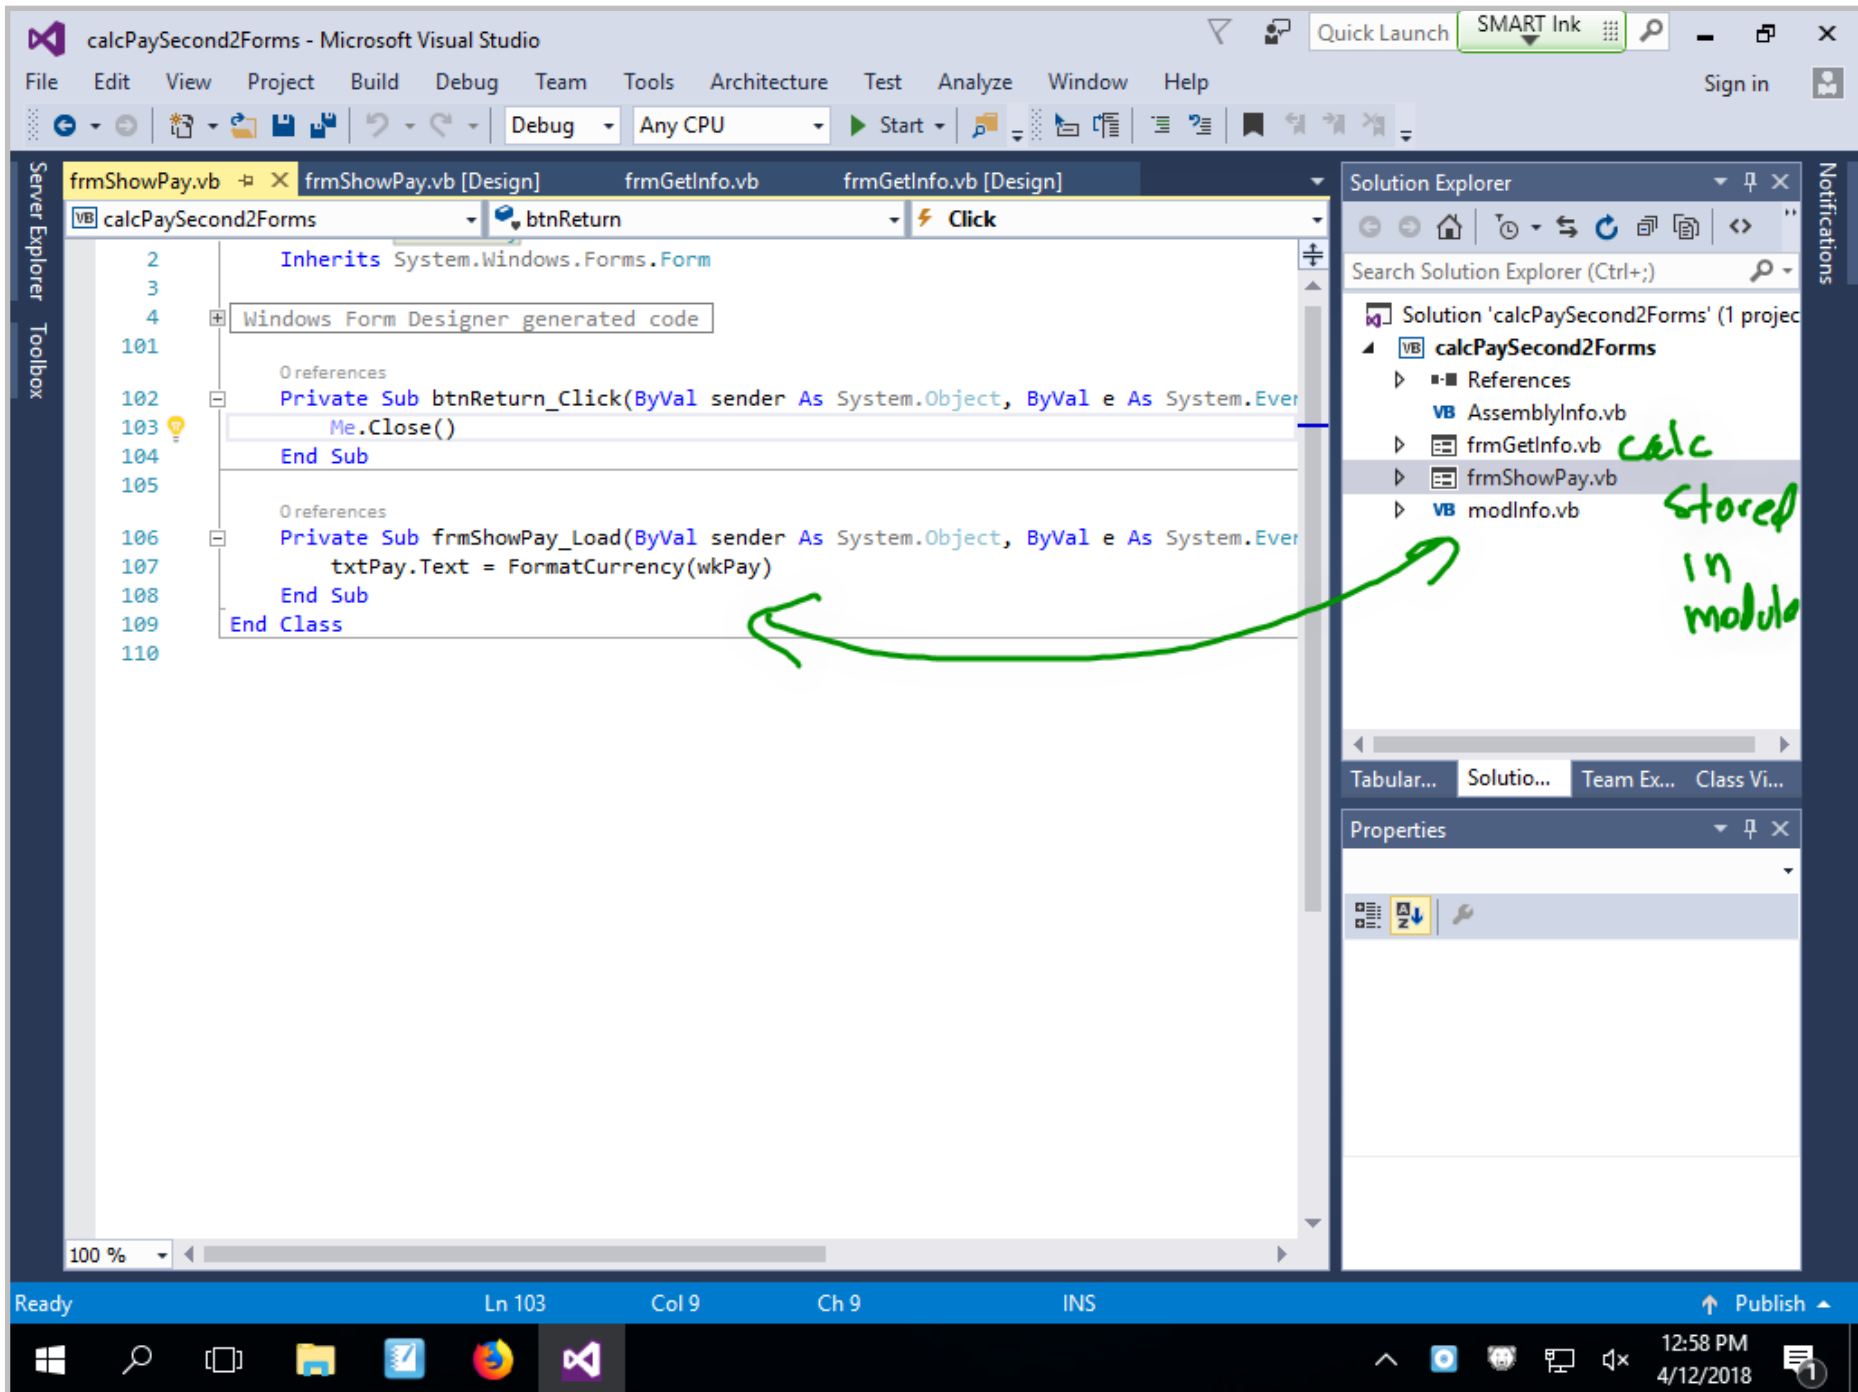 calcPaySecond2Forms - Microsoft Visual Studio
Quick Launch
SMART Ink
File Edit View Project Build Debug Team Tools Architecture Test Analyze Window Help
Sign in
Debug
Any CPU
Start
Server Explorer
Toolbox
frmShowPay.vb
frmShowPay.vb [Design]
frmGetInfo.vb
frmGetInfo.vb [Design]
calcPaySecond2Forms
btnReturn
Click
2 Inherits System.Windows.Forms.Form
3
4 Windows Form Designer generated code
101
0 references
102 Private Sub btnReturn_Click(ByVal sender As System.Object, ByVal e As System.Ever
103 Me.Close()
104 End Sub
105
0 references
106 Private Sub frmShowPay_Load(ByVal sender As System.Object, ByVal e As System.Ever
107 txtPay.Text = FormatCurrency(wkPay)
108 End Sub
109 End Class
110
100 %
Solution Explorer
Search Solution Explorer (Ctrl+;)
Solution 'calcPaySecond2Forms' (1 projec
VB calcPaySecond2Forms
References
VB AssemblyInfo.vb
frmGetInfo.vb calc
frmShowPay.vb
VB modInfo.vb
stored
in
module
Tabular... Solutio... Team Ex... Class Vi...
Properties
Notifications
Ready
Ln 103
Col 9
Ch 9
INS
Publish
12:58 PM
4/12/2018
1